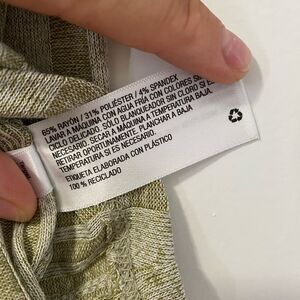 65% RAYÓN / 31% POLIÉSTER / 4% SPANDEX
LAVAR A MÁQUINA CON AGUA FRÍA CON COLORES
CICLO DELICADO. SÓLO BLANQUEADOR SIN CLORO SI ES
NECESARIO. SECAR A MÁQUINA A TEMPERATURA BAJA.
RETIRAR OPORTUNAMENTE. PLANCHAR A BAJA
TEMPERATURA SI ES NECESARIO.
ETIQUETA ELABORADA CON PLÁSTICO
100% RECICLADO